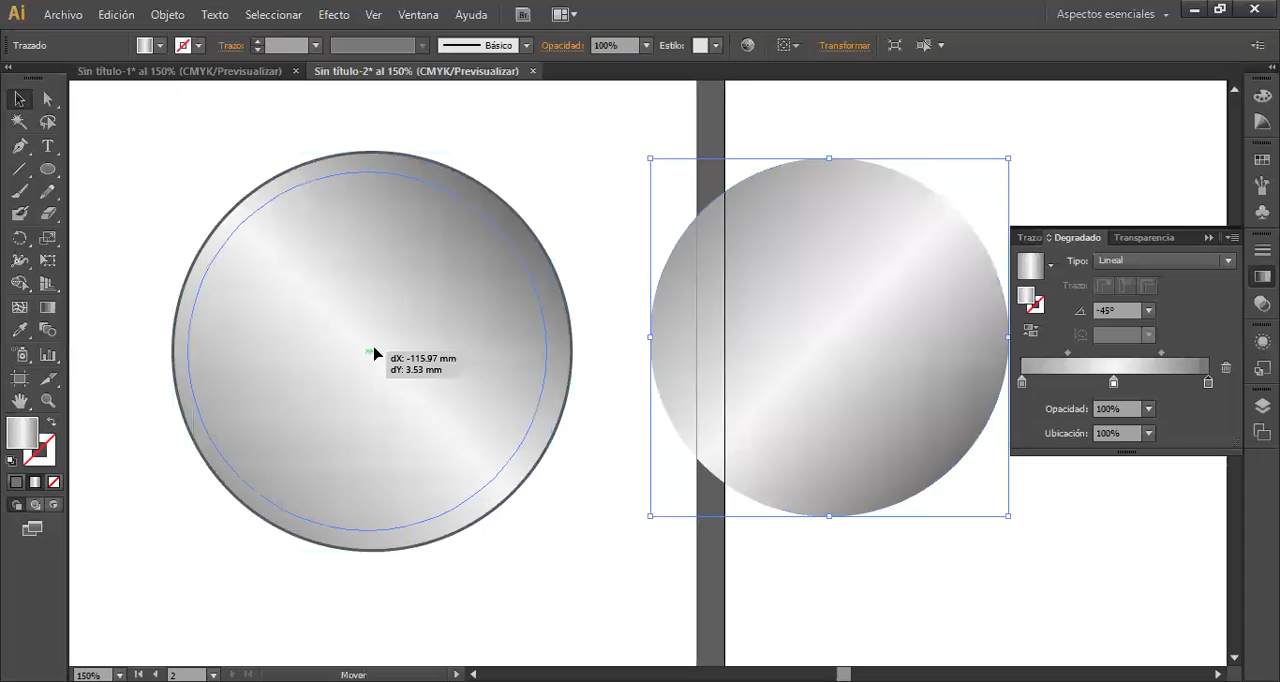 Ai Archivo Edición Objeto Texto Seleccionar Efecto Ver Ventana Ayuda Br Aspectos esenciales
Trazado Trazo: Básico Opacidad: 100% Estilo: Transformar
Sin título-1* al 150% (CMYK/Previsualizar) × Sin título-2* al 150% (CMYK/Previsualizar) ×
T
Trazo Degradado Transparencia
Tipo: Lineal
Trazo:
-45°
dX: -115.97 mm
dY: 3.53 mm
Opacidad: 100%
Ubicación: 100%
150% 2 Mover